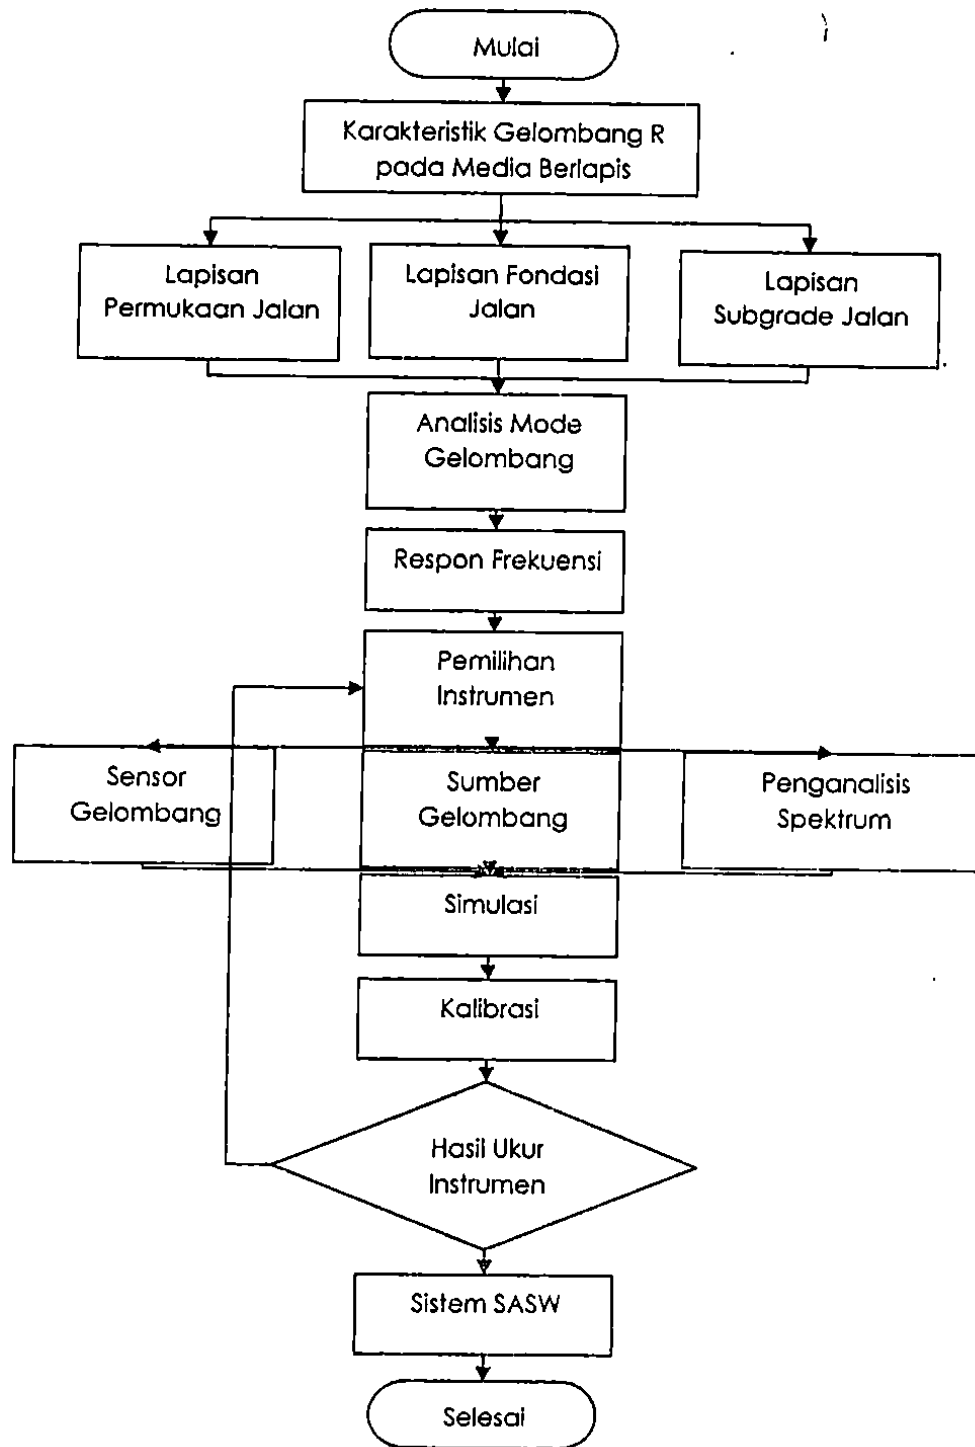 Mulai
Karakteristik Gelombang R
pada Media Berlapis
Lapisan
Permukaan Jalan
Lapisan Fondasi
Jalan
Lapisan
Subgrade Jalan
Analisis Mode
Gelombang
Respon Frekuensi
Pemilihan
Instrumen
Sensor
Gelombang
Sumber
Gelombang
Penganalisis
Spektrum
Simulasi
Kalibrasi
Hasil Ukur
Instrumen
Sistem SASW
Selesai